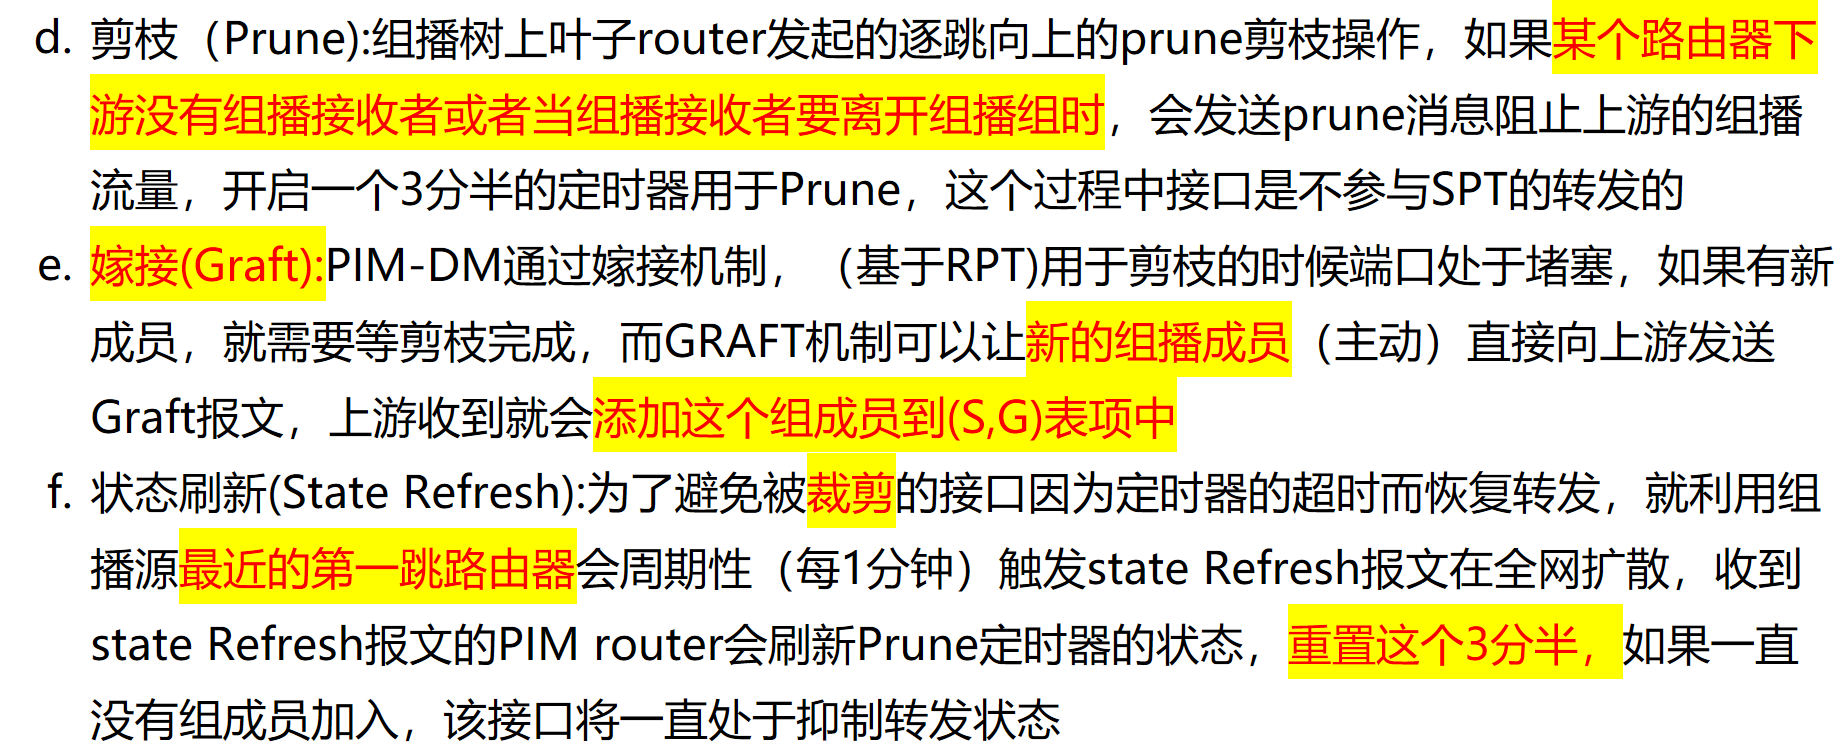 d. 剪枝（Prune):组播树上叶子router发起的逐跳向上的prune剪枝操作，如果某个路由器下
游没有组播接收者或者当组播接收者要离开组播组时，会发送prune消息阻止上游的组播
流量，开启一个3分半的定时器用于Prune，这个过程中接口是不参与SPT的转发的
e. 嫁接(Graft):PIM-DM通过嫁接机制，（基于RPT)用于剪枝的时候端口处于堵塞，如果有新
成员，就需要等剪枝完成，而GRAFT机制可以让新的组播成员（主动）直接向上游发送
Graft报文，上游收到就会添加这个组成员到(S,G)表项中
f. 状态刷新(State Refresh):为了避免被裁剪的接口因为定时器的超时而恢复转发，就利用组
播源最近的第一跳路由器会周期性（每1分钟）触发state Refresh报文在全网扩散，收到
state Refresh报文的PIM router会刷新Prune定时器的状态，重置这个3分半，如果一直
没有组成员加入，该接口将一直处于抑制转发状态